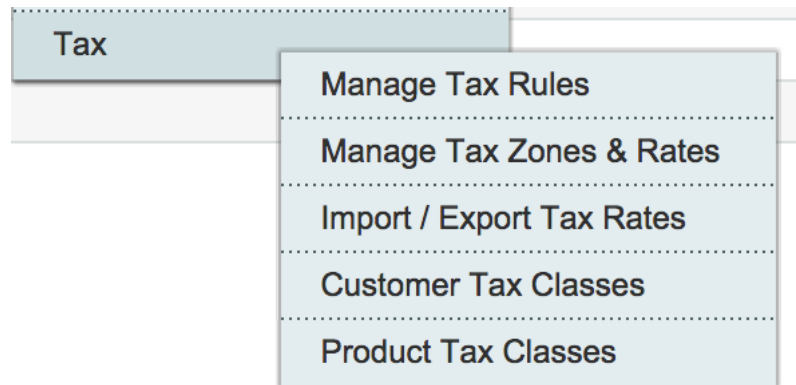 Tax
Manage Tax Rules
Manage Tax Zones & Rates
Import / Export Tax Rates
Customer Tax Classes
Product Tax Classes